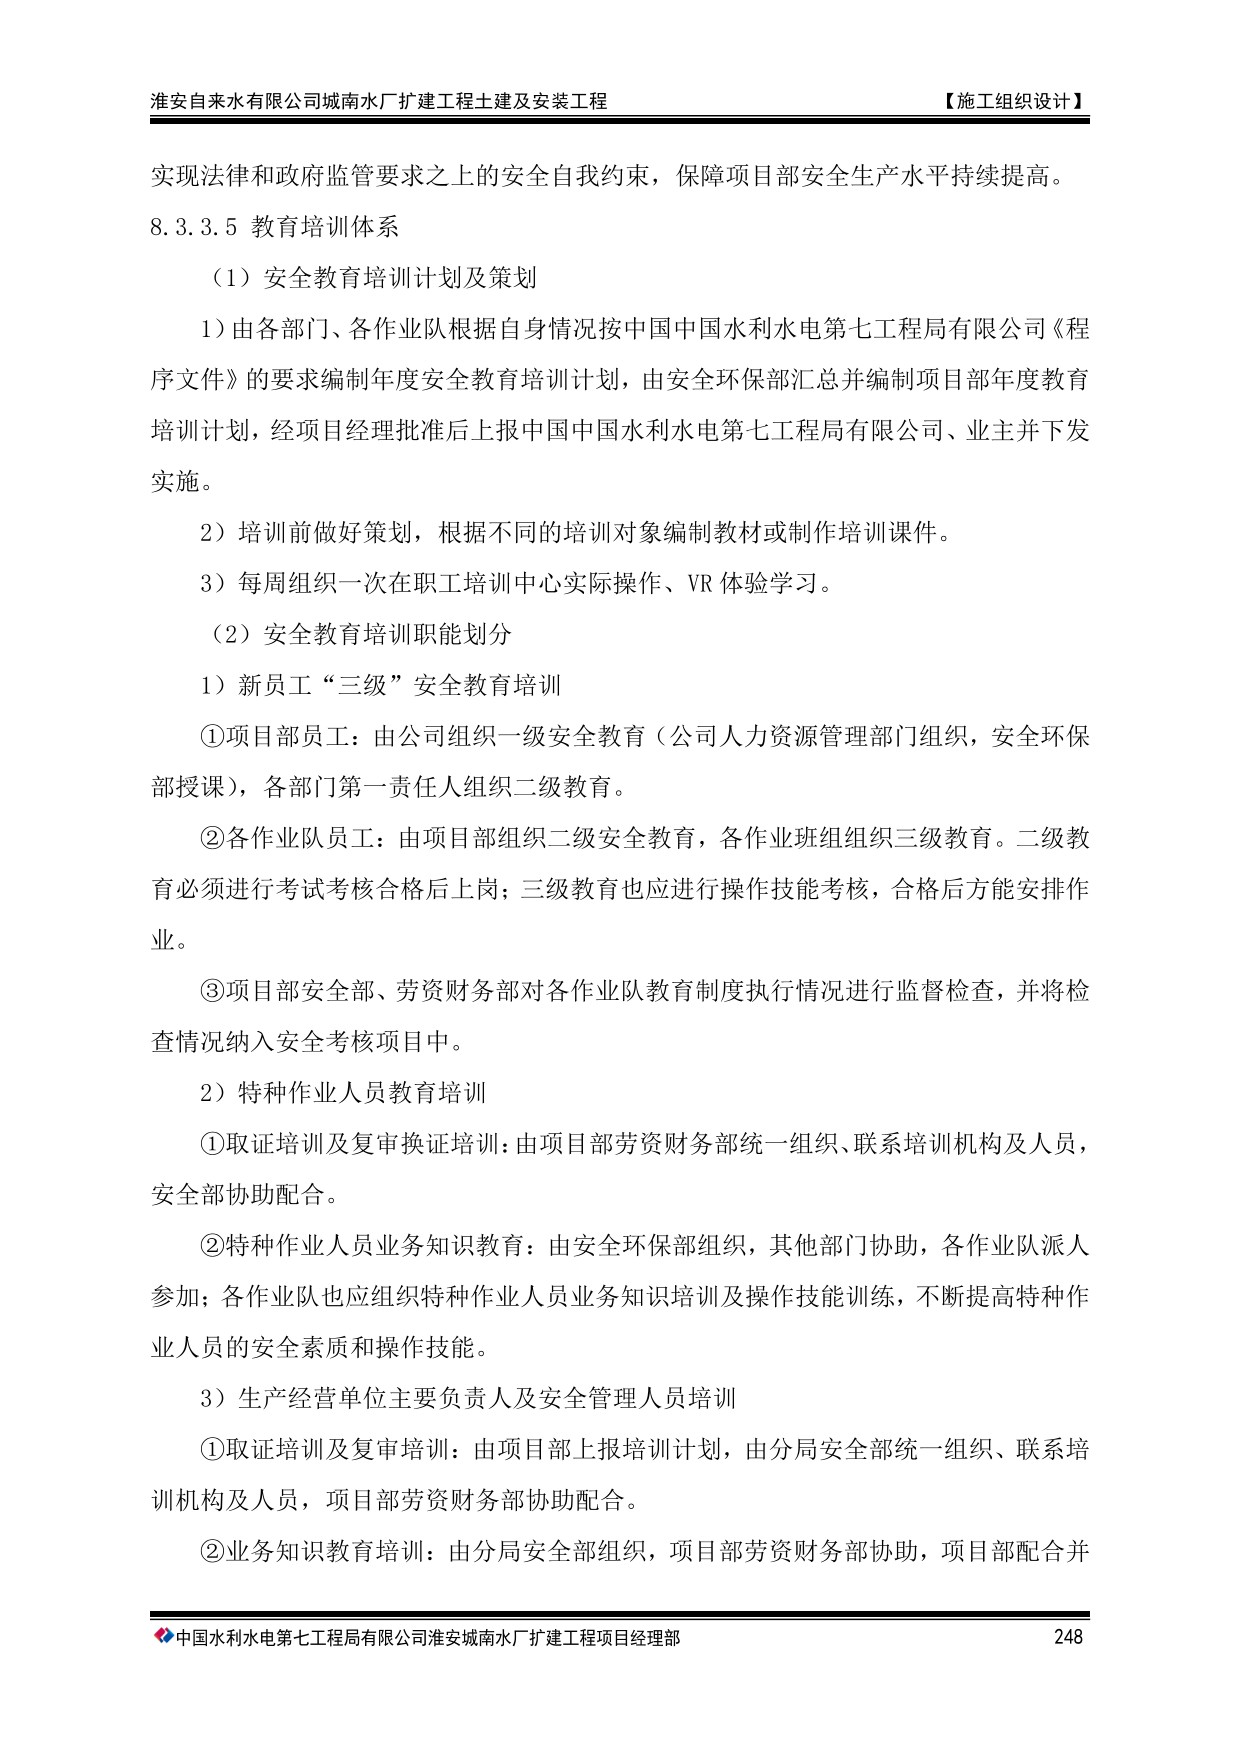 淮安自来水有限公司城南水厂扩建工程土建及安装工程 【施工组织设计】
实现法律和政府监管要求之上的安全自我约束，保障项目部安全生产水平持续提高。
8.3.3.5 教育培训体系
（1）安全教育培训计划及策划
1）由各部门、各作业队根据自身情况按中国中国水利水电第七工程局有限公司《程
序文件》的要求编制年度安全教育培训计划，由安全环保部汇总并编制项目部年度教育
培训计划，经项目经理批准后上报中国中国水利水电第七工程局有限公司、业主并下发
实施。
2）培训前做好策划，根据不同的培训对象编制教材或制作培训课件。
3）每周组织一次在职工培训中心实际操作、VR 体验学习。
（2）安全教育培训职能划分
1）新员工“三级”安全教育培训
①项目部员工：由公司组织一级安全教育（公司人力资源管理部门组织，安全环保
部授课），各部门第一责任人组织二级教育。
②各作业队员工：由项目部组织二级安全教育，各作业班组组织三级教育。二级教
育必须进行考试考核合格后上岗；三级教育也应进行操作技能考核，合格后方能安排作
业。
③项目部安全部、劳资财务部对各作业队教育制度执行情况进行监督检查，并将检
查情况纳入安全考核项目中。
2）特种作业人员教育培训
①取证培训及复审换证培训：由项目部劳资财务部统一组织、联系培训机构及人员，
安全部协助配合。
②特种作业人员业务知识教育：由安全环保部组织，其他部门协助，各作业队派人
参加；各作业队也应组织特种作业人员业务知识培训及操作技能训练，不断提高特种作
业人员的安全素质和操作技能。
3）生产经营单位主要负责人及安全管理人员培训
①取证培训及复审培训：由项目部上报培训计划，由分局安全部统一组织、联系培
训机构及人员，项目部劳资财务部协助配合。
②业务知识教育培训：由分局安全部组织，项目部劳资财务部协助，项目部配合并
中国水利水电第七工程局有限公司淮安城南水厂扩建工程项目经理部 248